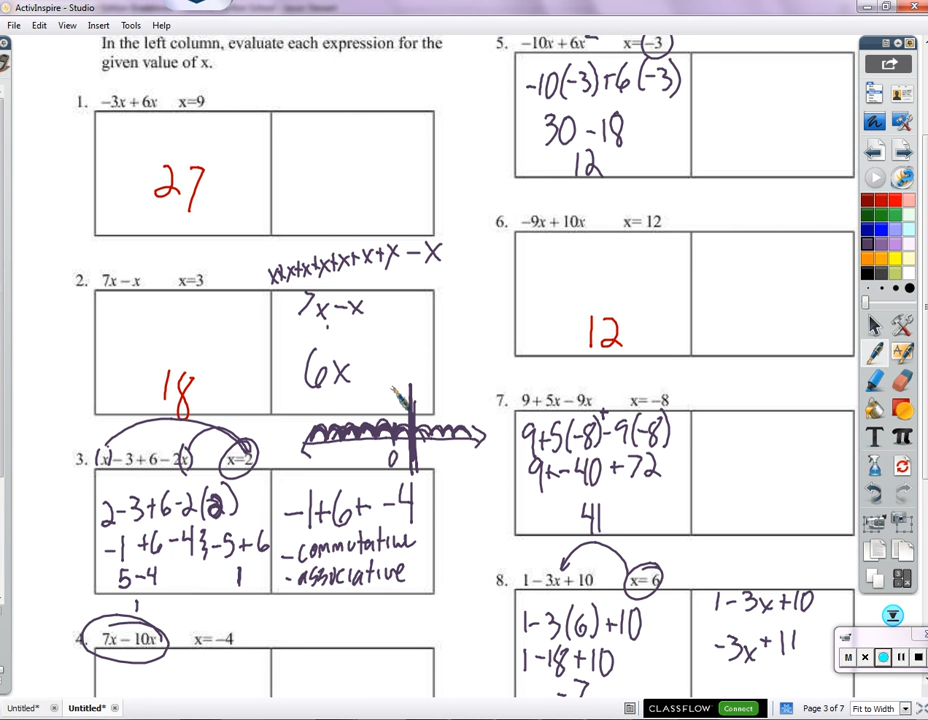 ActivInspire - Studio
File Edit View Insert Tools Help
In the left column, evaluate each expression for the
given value of x.
1. −3x + 6x x=9
27
2. 7x − x x=3
x+x+x+x+x+x+x − x
7x − x
18
6x
0
3. (x) − 3 + 6 − 2(x) x=2
2-3+6-2(2)
-1 +6 -4 } -5 + 6
5-4 1
1
-1+6+ -4
- commutative
- associative
4. 7x − 10x x= −4
5. −10x + 6x x=(−3)
-10(-3)+6(-3)
30 -18
12
6. −9x + 10x x= 12
12
7. 9 + 5x − 9x x= −8
9+5(-8)+-9(-8)
9+-40 +72
41
8. 1 − 3x + 10 x= 6
1-3(6)+10
1-18+10
-7
1-3x+10
-3x+11
Untitled* Untitled*
CLASSFLOW Connect
Page 3 of 7 Fit to Width
M